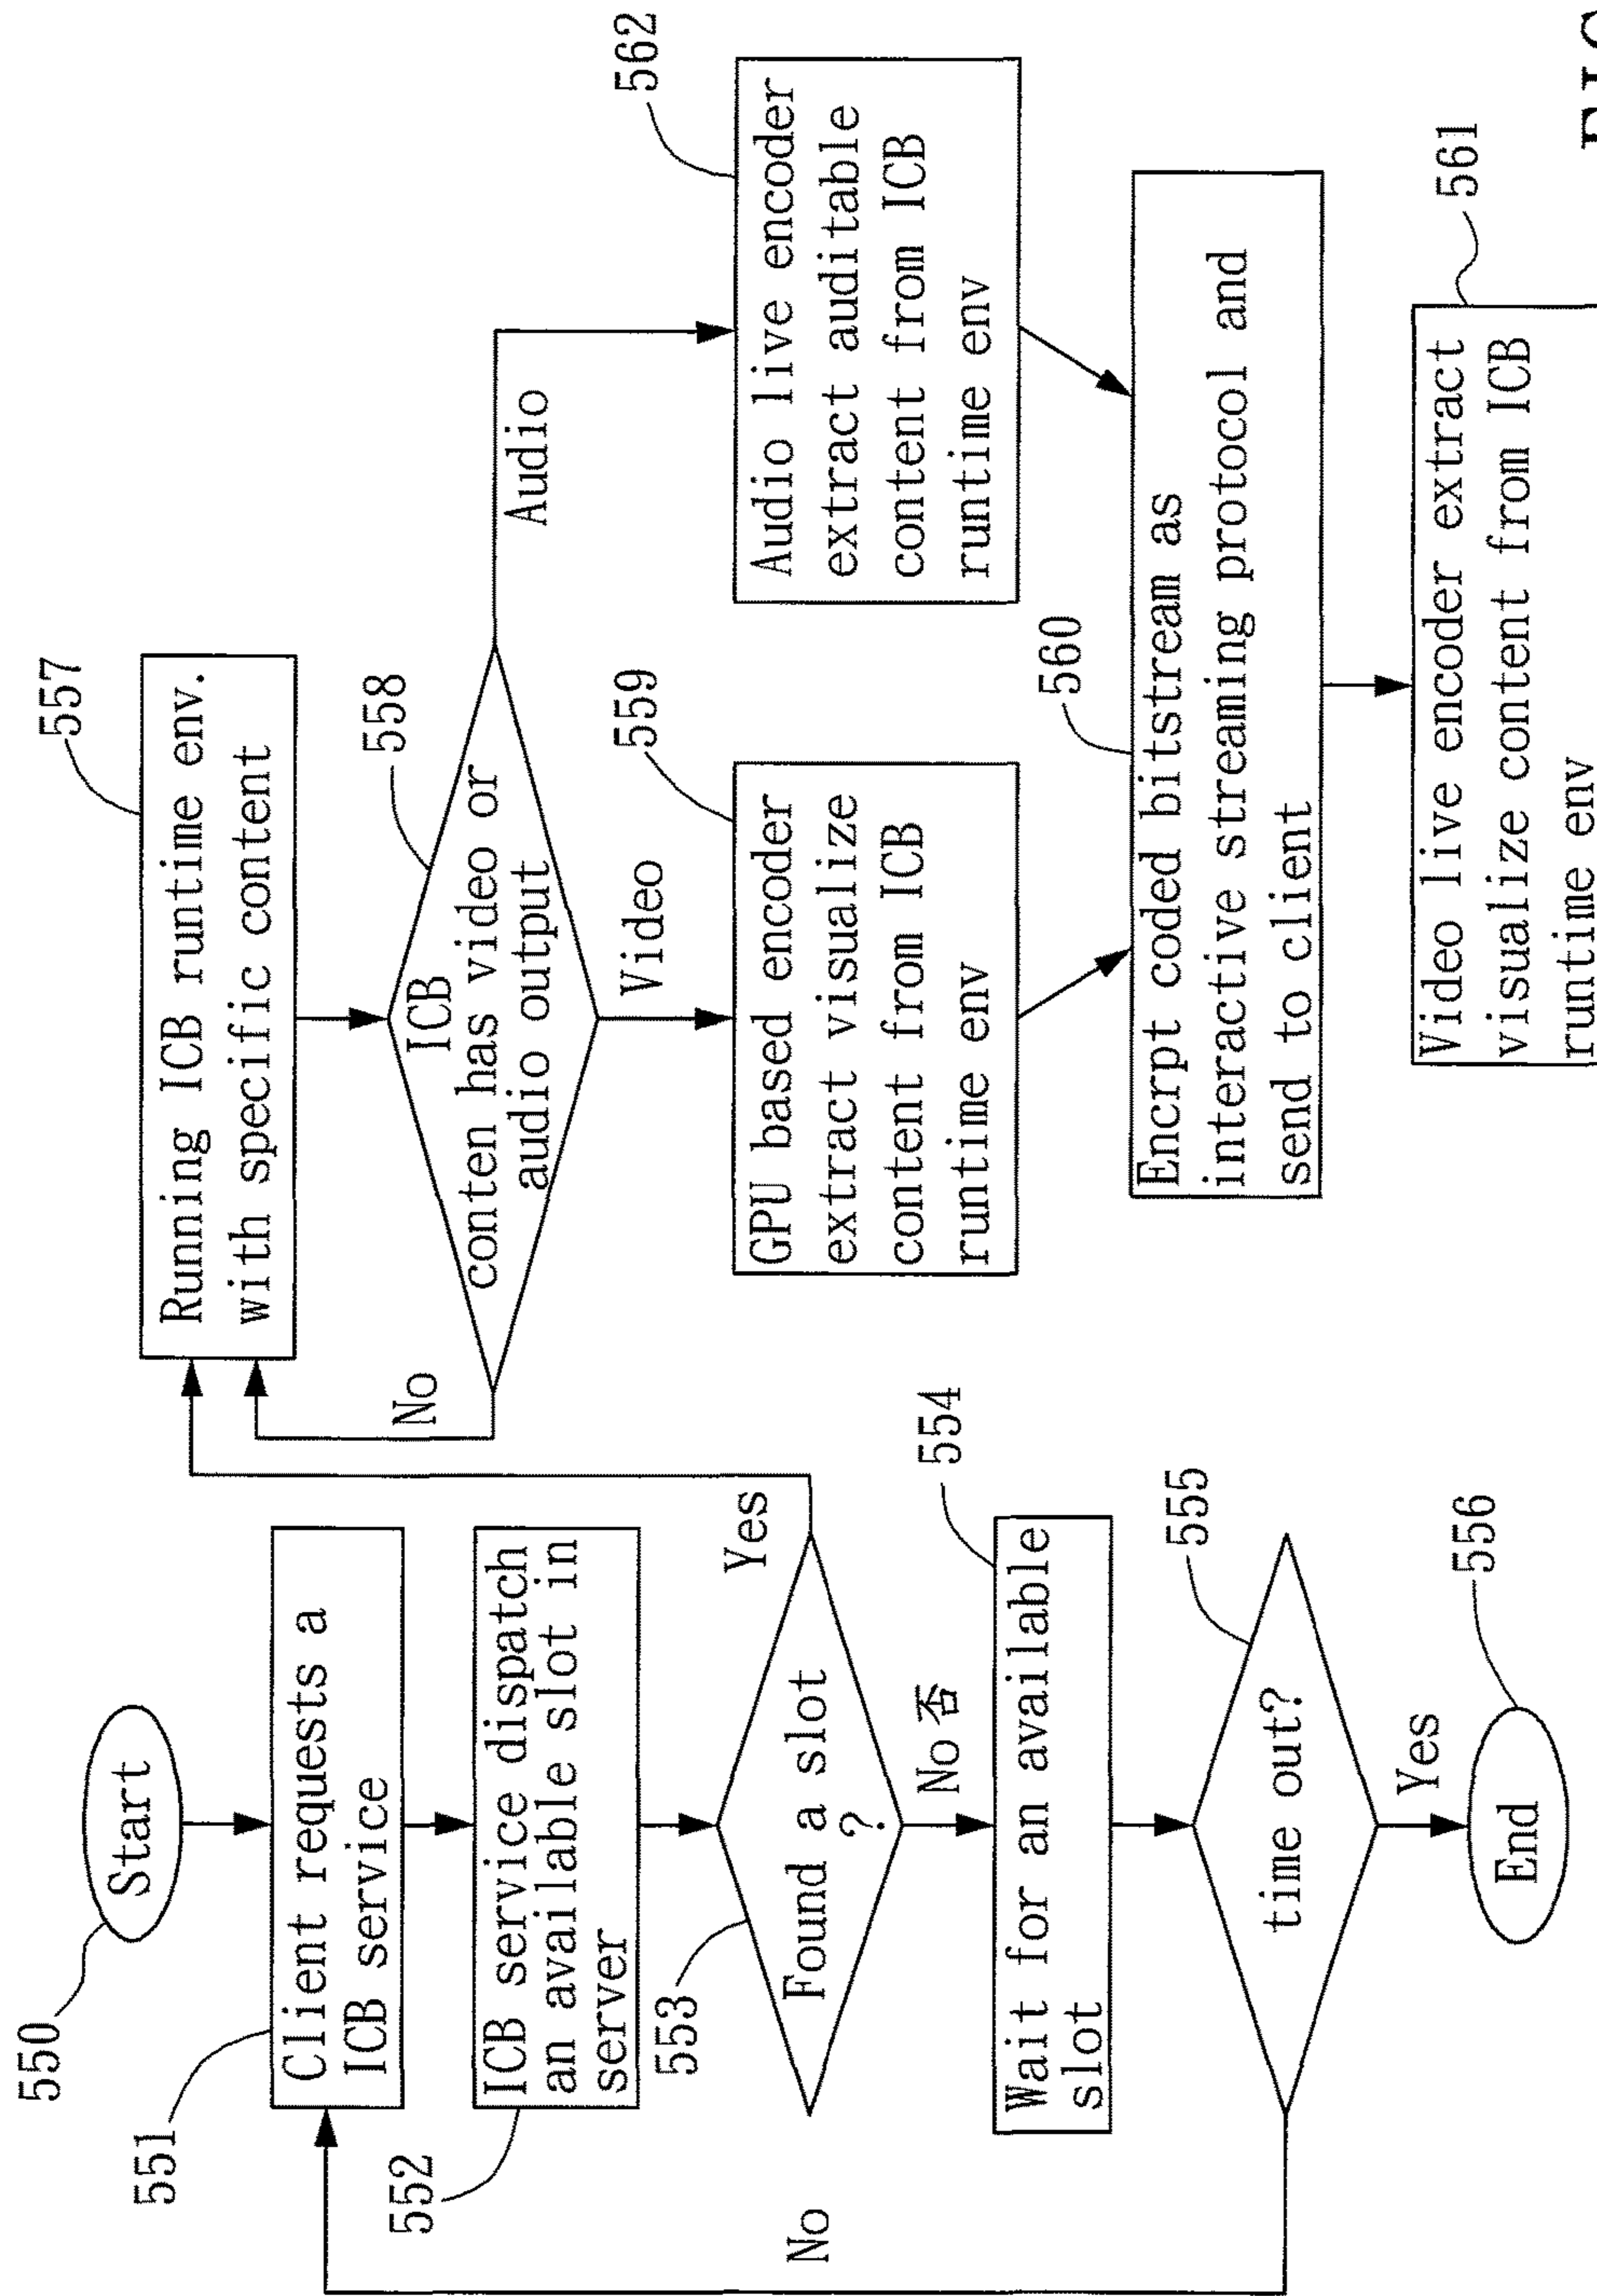 550
Start
551
Client requests a
ICB service
552
ICB service dispatch
an available slot in
server
553
Found a slot
?
Yes
No否
554
Wait for an available
slot
555
time out?
No
Yes
556
End
557
Running ICB runtime env.
with specific content
558
ICB
conten has video or
audio output
No
Video
Audio
559
GPU based encoder
extract visualize
content from ICB
runtime env
562
Audio live encoder
extract auditable
content from ICB
runtime env
560
Encrpt coded bitstream as
interactive streaming protocol and
send to client
561
Video live encoder extract
visualize content from ICB
runtime env